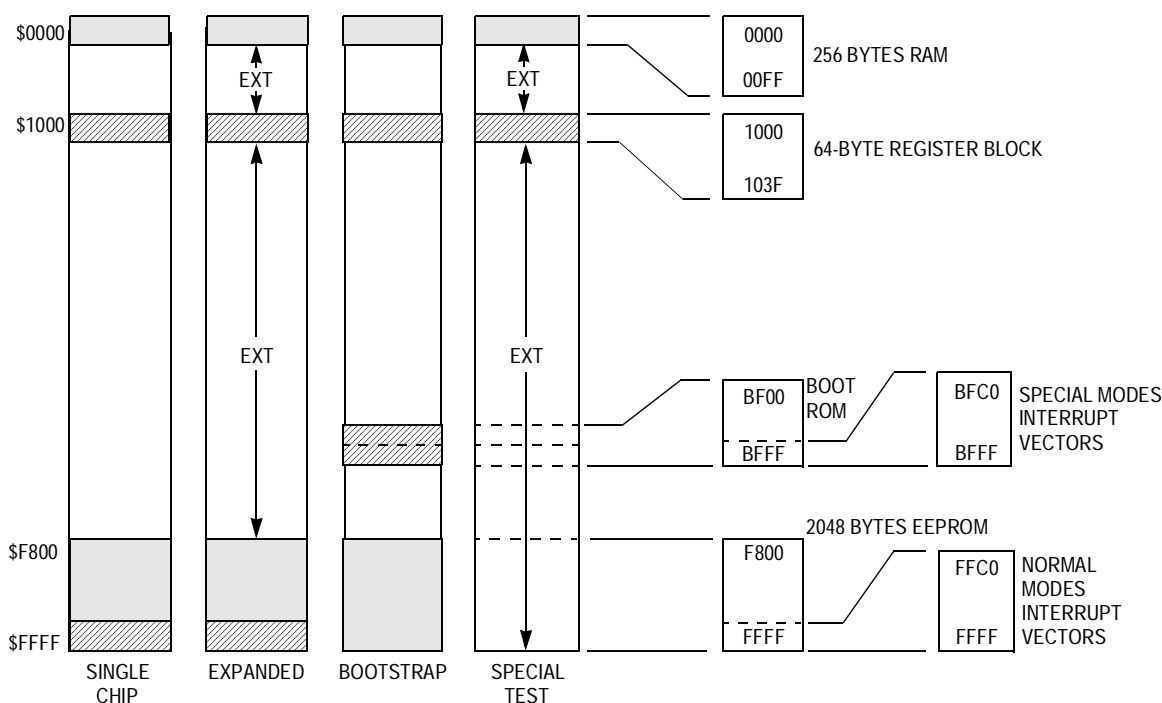 $0000
EXT
EXT
0000
00FF
256 BYTES RAM
$1000
1000
103F
64-BYTE REGISTER BLOCK
EXT
EXT
BF00
BFFF
BOOT
ROM
BFC0
BFFF
SPECIAL MODES
INTERRUPT
VECTORS
2048 BYTES EEPROM
$F800
F800
FFFF
FFC0
FFFF
NORMAL
MODES
INTERRUPT
VECTORS
$FFFF
SINGLE
CHIP
EXPANDED
BOOTSTRAP
SPECIAL
TEST